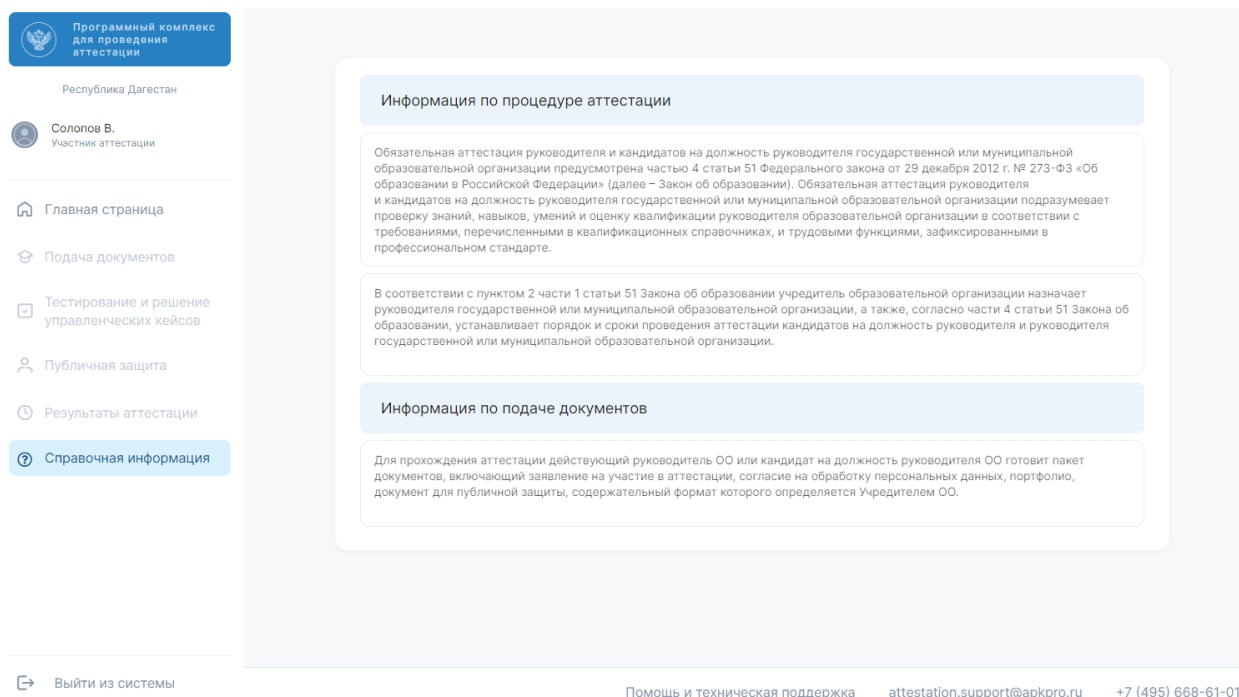 Программный комплекс
для проведения
аттестации
Республика Дагестан
Солопов В.
Участник аттестации
Главная страница
Подача документов
Тестирование и решение
управленческих кейсов
Публичная защита
Результаты аттестации
Справочная информация
Выйти из системы
Информация по процедуре аттестации
Обязательная аттестация руководителя и кандидатов на должность руководителя государственной или муниципальной
образовательной организации предусмотрена частью 4 статьи 51 Федерального закона от 29 декабря 2012 г. № 273-ФЗ «Об
образовании в Российской Федерации» (далее – Закон об образовании). Обязательная аттестация руководителя
и кандидатов на должность руководителя государственной или муниципальной образовательной организации подразумевает
проверку знаний, навыков, умений и оценку квалификации руководителя образовательной организации в соответствии с
требованиями, перечисленными в квалификационных справочниках, и трудовыми функциями, зафиксированными в
профессиональном стандарте.
В соответствии с пунктом 2 части 1 статьи 51 Закона об образовании учредитель образовательной организации назначает
руководителя государственной или муниципальной образовательной организации, а также, согласно части 4 статьи 51 Закона об
образовании, устанавливает порядок и сроки проведения аттестации кандидатов на должность руководителя и руководителя
государственной или муниципальной образовательной организации.
Информация по подаче документов
Для прохождения аттестации действующий руководитель ОО или кандидат на должность руководителя ОО готовит пакет
документов, включающий заявление на участие в аттестации, согласие на обработку персональных данных, портфолио,
документ для публичной защиты, содержательный формат которого определяется Учредителем ОО.
Помощь и техническая поддержка attestation.support@apkpro.ru +7 (495) 668-61-01